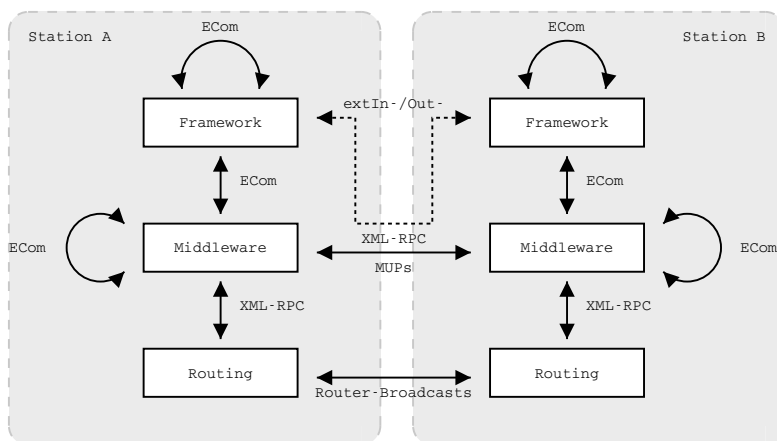 Station A
Station B
ECom
ECom
extIn-/Out-
Framework
Framework
ECom
ECom
ECom
Middleware
XML-RPC
MUPs
Middleware
ECom
XML-RPC
XML-RPC
Routing
Routing
Router-Broadcasts